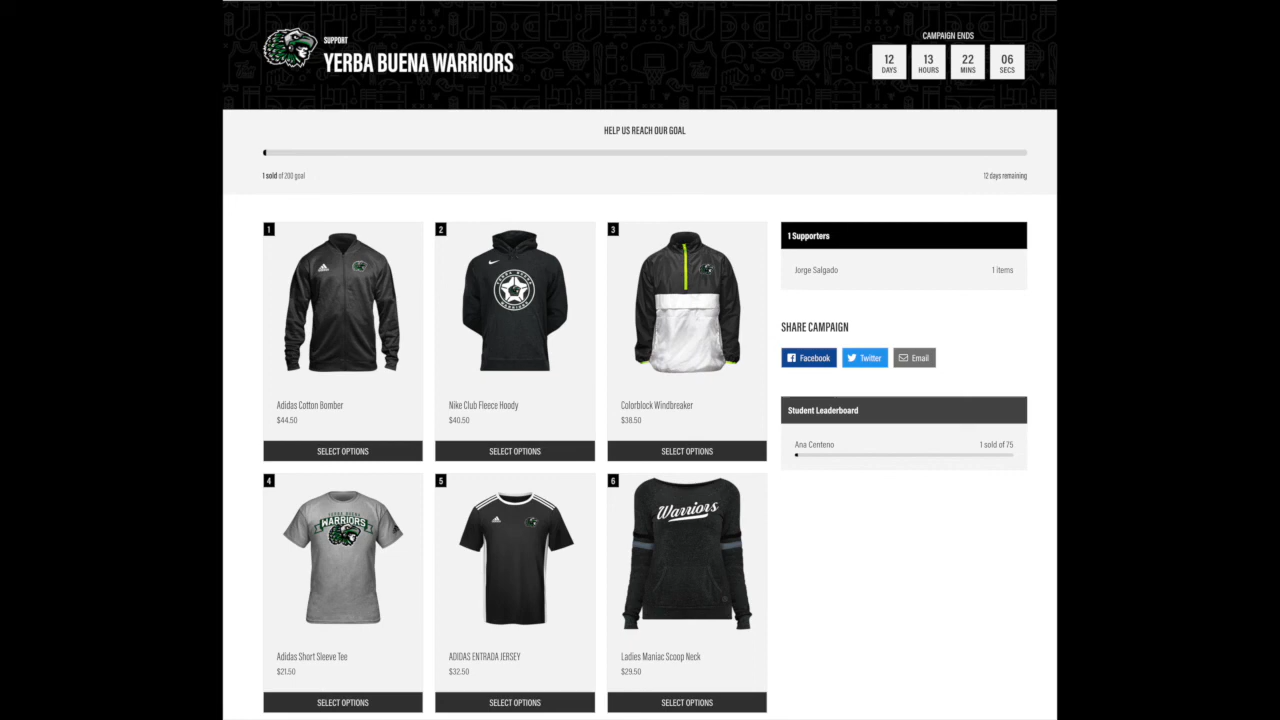 SUPPORT
YERBA BUENA WARRIORS
CAMPAIGN ENDS
12 13 22 06
DAYS HOURS MINS SECS
HELP US REACH OUR GOAL
1 sold of 200 goal
12 days remaining
1
2
3
YERBA BUENA
WARRIORS
Adidas Cotton Bomber
$44.50
SELECT OPTIONS
Nike Club Fleece Hoody
$40.50
SELECT OPTIONS
Colorblock Windbreaker
$38.50
SELECT OPTIONS
1 Supporters
Jorge Salgado 1 items
SHARE CAMPAIGN
Facebook Twitter Email
Student Leaderboard
Ana Centeno 1 sold of 75
4
YERBA BUENA
WARRIORS
5
6
Warriors
Adidas Short Sleeve Tee
$21.50
SELECT OPTIONS
ADIDAS ENTRADA JERSEY
$32.50
SELECT OPTIONS
Ladies Maniac Scoop Neck
$29.50
SELECT OPTIONS